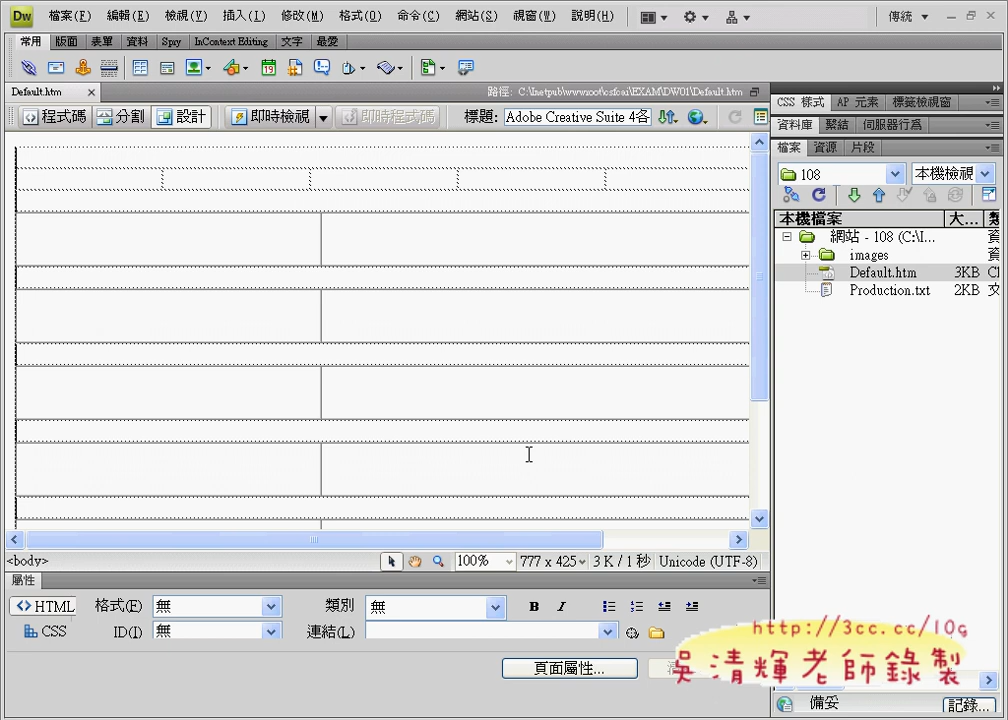 Dw 檔案(F) 編輯(E) 檢視(V) 插入(I) 修改(M) 格式(O) 命令(C) 網站(S) 視窗(W) 說明(H) 傳統
常用 版面 表單 資料 Spry InContext Editing 文字 最愛
Default.htm 路徑: C:\Inetpub\wwwroot\csfcai\EXAM\DW01\Default.htm
程式碼 分割 設計 即時檢視 即時程式碼 標題: Adobe Creative Suite 4各
CSS 樣式 AP 元素 標籤檢視窗
資料庫 繫結 伺服器行為
檔案 資源 片段
108 本機檢視
本機檔案 大... 類
網站 - 108 (C:\I... 資
images 資
Default.htm 3KB Cl
Production.txt 2KB 文
<body> 100% 777 x 425 3 K / 1 秒 Unicode (UTF-8)
屬性
HTML 格式(F) 無 類別 無 B I
CSS ID(I) 無 連結(L)
頁面屬性...
http://3cc.cc/10g
吳清輝老師錄製
備妥 記錄...